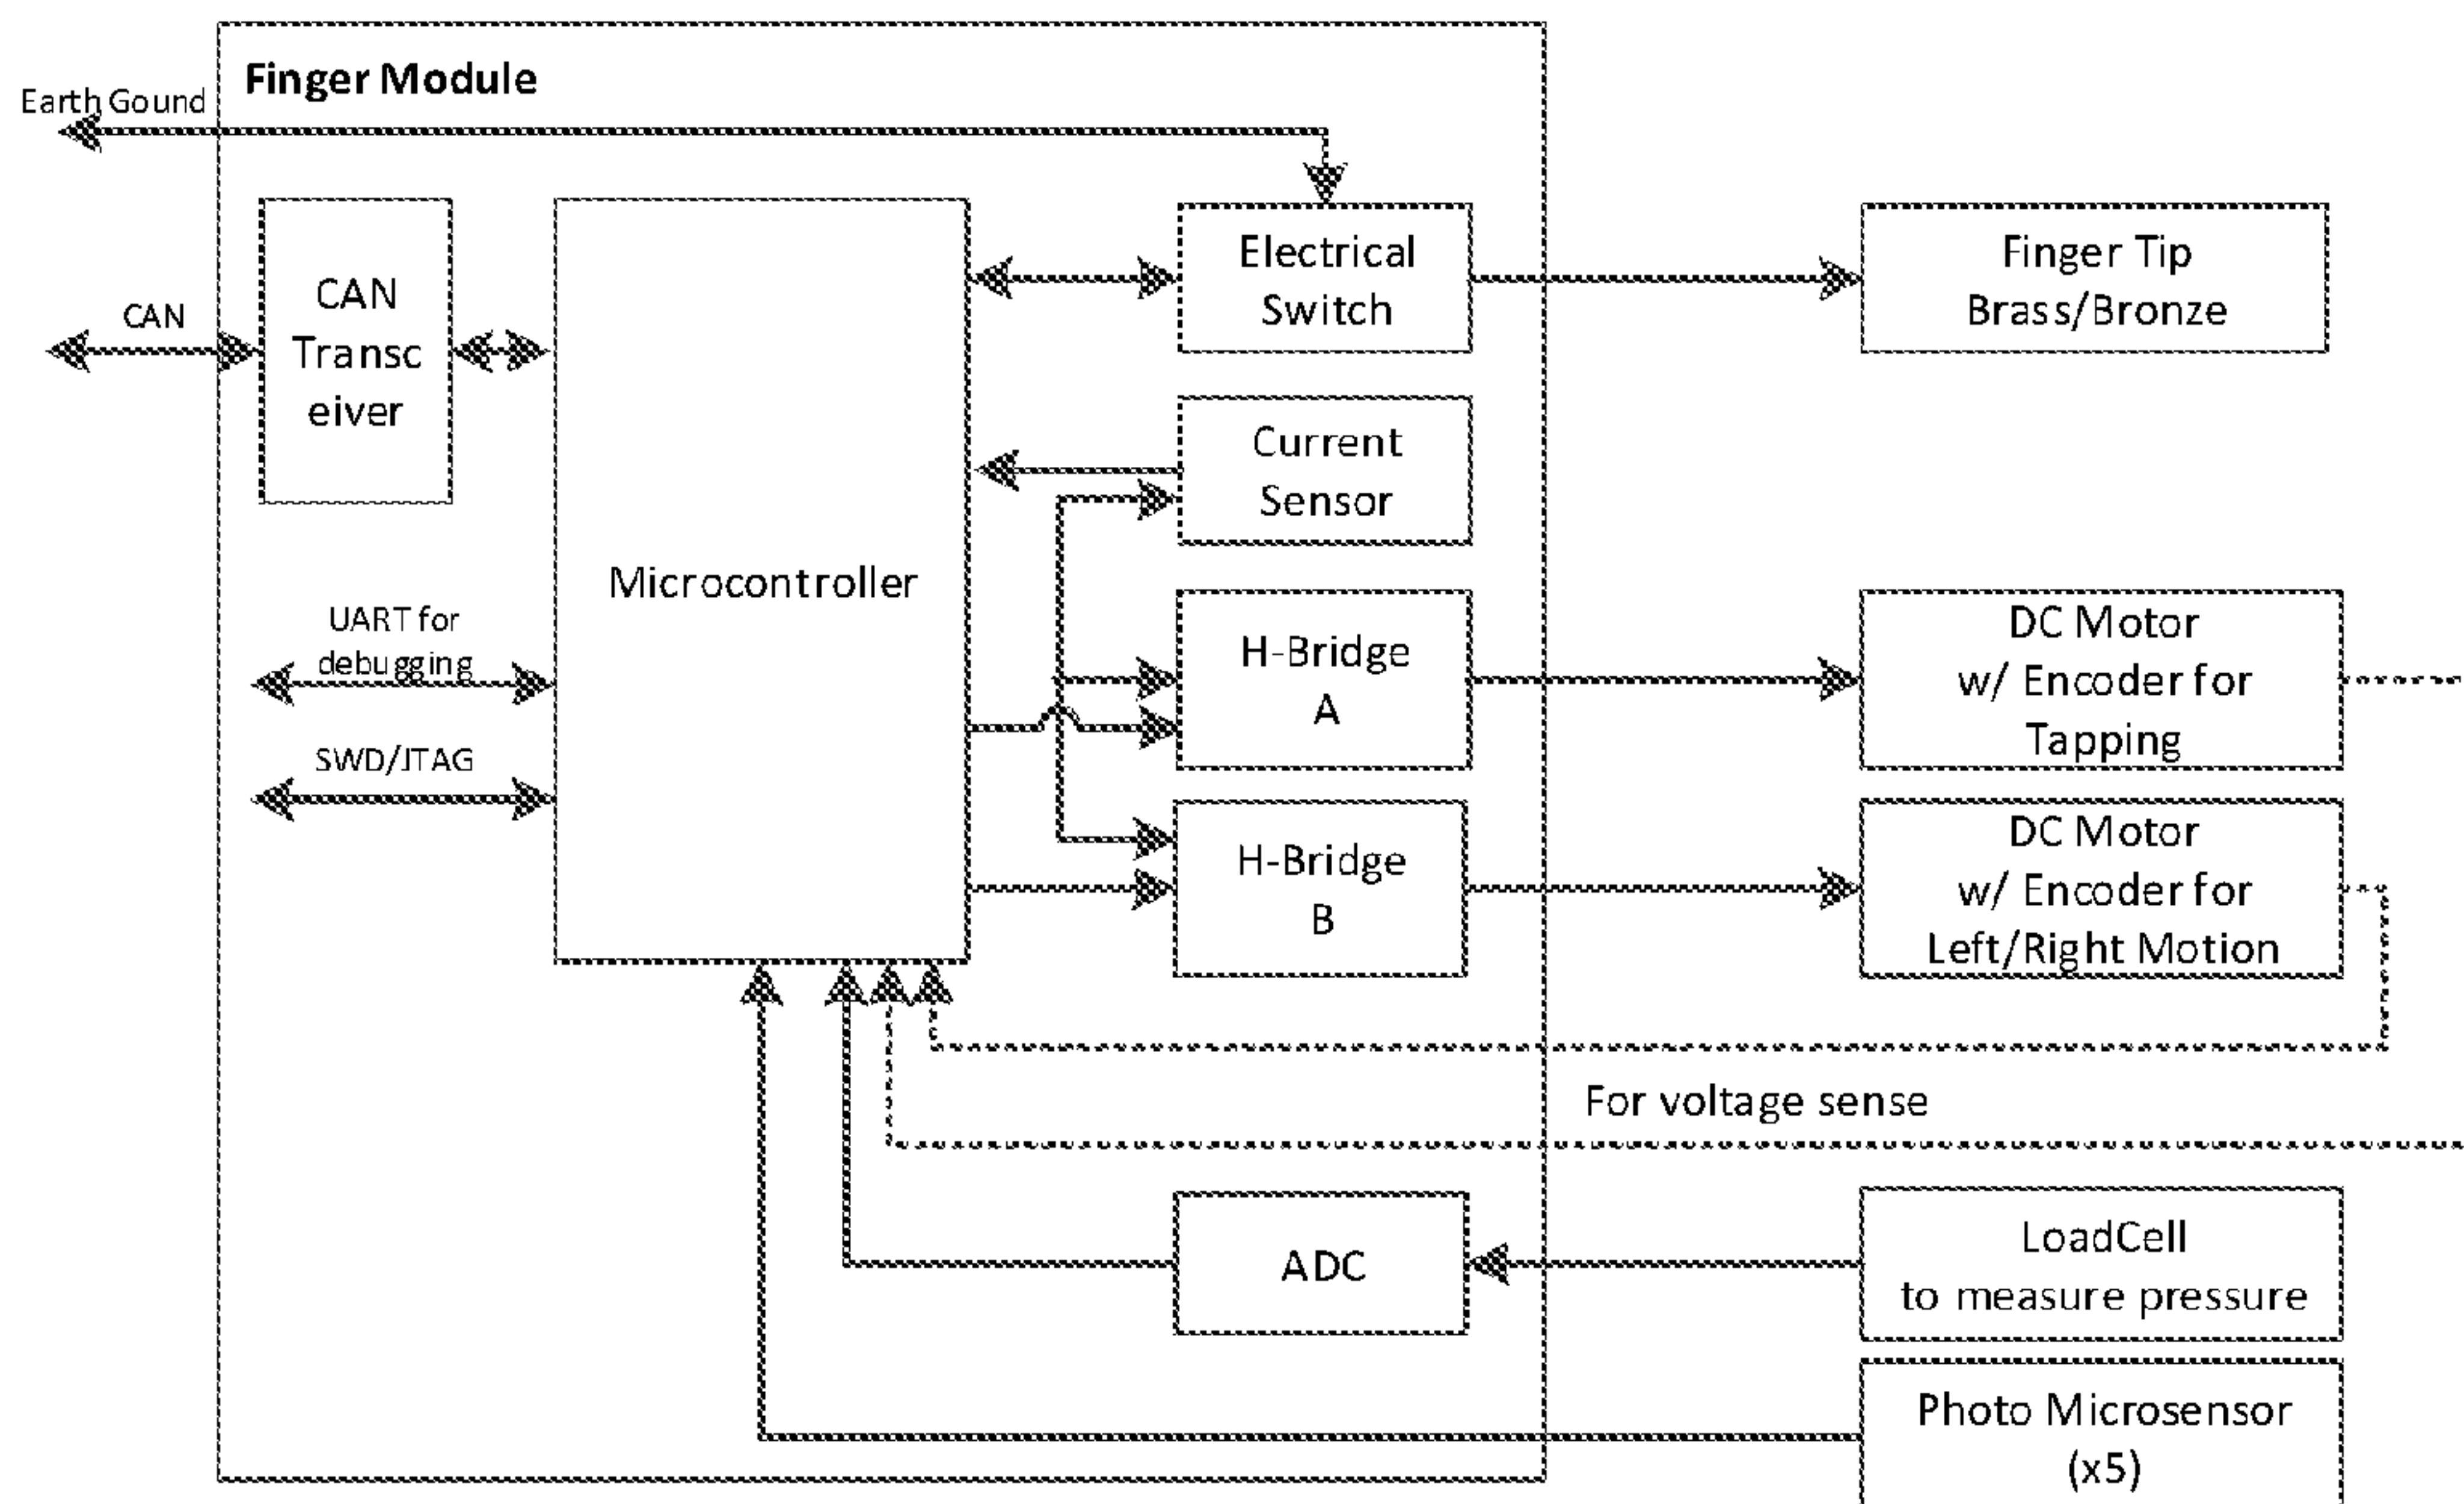 Finger Module
Earth Gound
CAN
CAN
Transc
eiver
Microcontroller
UART for
debugging
SWD/JTAG
Electrical
Switch
Current
Sensor
H-Bridge
A
H-Bridge
B
Finger Tip
Brass/Bronze
DC Motor
w/ Encoder for
Tapping
DC Motor
w/ Encoder for
Left/Right Motion
For voltage sense
ADC
LoadCell
to measure pressure
Photo Microsensor
(x5)